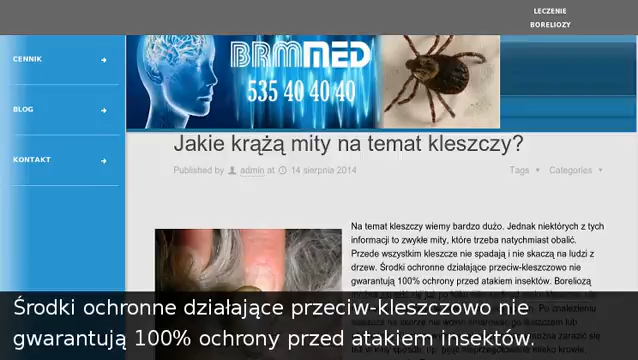 LECZENIE
BORELIOZY
CENNIK
BLOG
KONTAKT
BRMMED
535 40 40 40
Jakie krążą mity na temat kleszczy?
Published by admin at 14 sierpnia 2014
Tags Categories
Na temat kleszczy wiemy bardzo dużo. Jednak niektórych z tych
informacji to zwykłe mity, które trzeba natychmiast obalić.
Przede wszystkim kleszcze nie spadają i nie skaczą na ludzi z
drzew. Środki ochronne działające przeciw-kleszczowo nie
gwarantują 100% ochrony przed atakiem insektów. Boreliozą
Środki ochronne działające przeciw-kleszczowo nie
gwarantują 100% ochrony przed atakiem insektów.